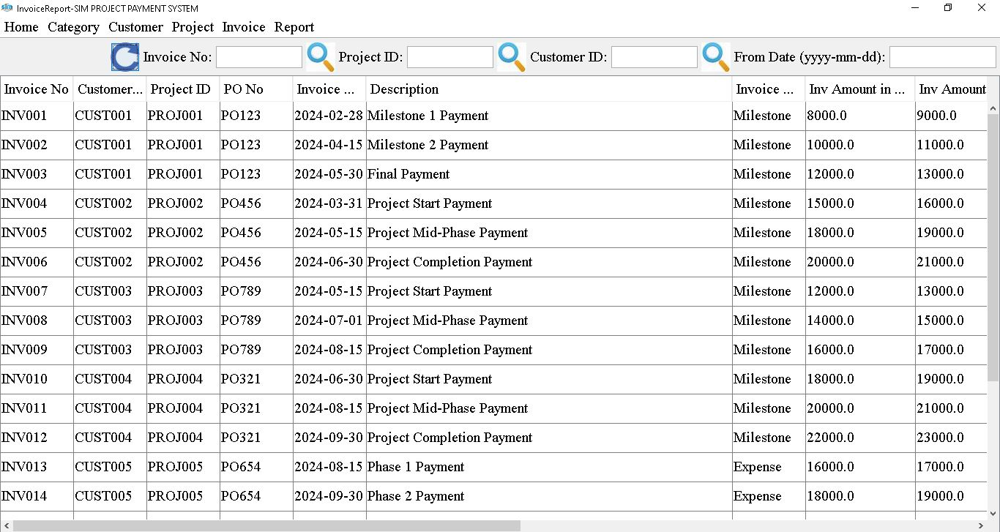 sim InvoiceReport-SIM PROJECT PAYMENT SYSTEM
Home Category Customer Project Invoice Report
Invoice No: Project ID: Customer ID: From Date (yyyy-mm-dd):
Invoice No Customer... Project ID PO No Invoice ... Description Invoice ... Inv Amount in ... Inv Amount
INV001 CUST001 PROJ001 PO123 2024-02-28 Milestone 1 Payment Milestone 8000.0 9000.0
INV002 CUST001 PROJ001 PO123 2024-04-15 Milestone 2 Payment Milestone 10000.0 11000.0
INV003 CUST001 PROJ001 PO123 2024-05-30 Final Payment Milestone 12000.0 13000.0
INV004 CUST002 PROJ002 PO456 2024-03-31 Project Start Payment Milestone 15000.0 16000.0
INV005 CUST002 PROJ002 PO456 2024-05-15 Project Mid-Phase Payment Milestone 18000.0 19000.0
INV006 CUST002 PROJ002 PO456 2024-06-30 Project Completion Payment Milestone 20000.0 21000.0
INV007 CUST003 PROJ003 PO789 2024-05-15 Project Start Payment Milestone 12000.0 13000.0
INV008 CUST003 PROJ003 PO789 2024-07-01 Project Mid-Phase Payment Milestone 14000.0 15000.0
INV009 CUST003 PROJ003 PO789 2024-08-15 Project Completion Payment Milestone 16000.0 17000.0
INV010 CUST004 PROJ004 PO321 2024-06-30 Project Start Payment Milestone 18000.0 19000.0
INV011 CUST004 PROJ004 PO321 2024-08-15 Project Mid-Phase Payment Milestone 20000.0 21000.0
INV012 CUST004 PROJ004 PO321 2024-09-30 Project Completion Payment Milestone 22000.0 23000.0
INV013 CUST005 PROJ005 PO654 2024-08-15 Phase 1 Payment Expense 16000.0 17000.0
INV014 CUST005 PROJ005 PO654 2024-09-30 Phase 2 Payment Expense 18000.0 19000.0